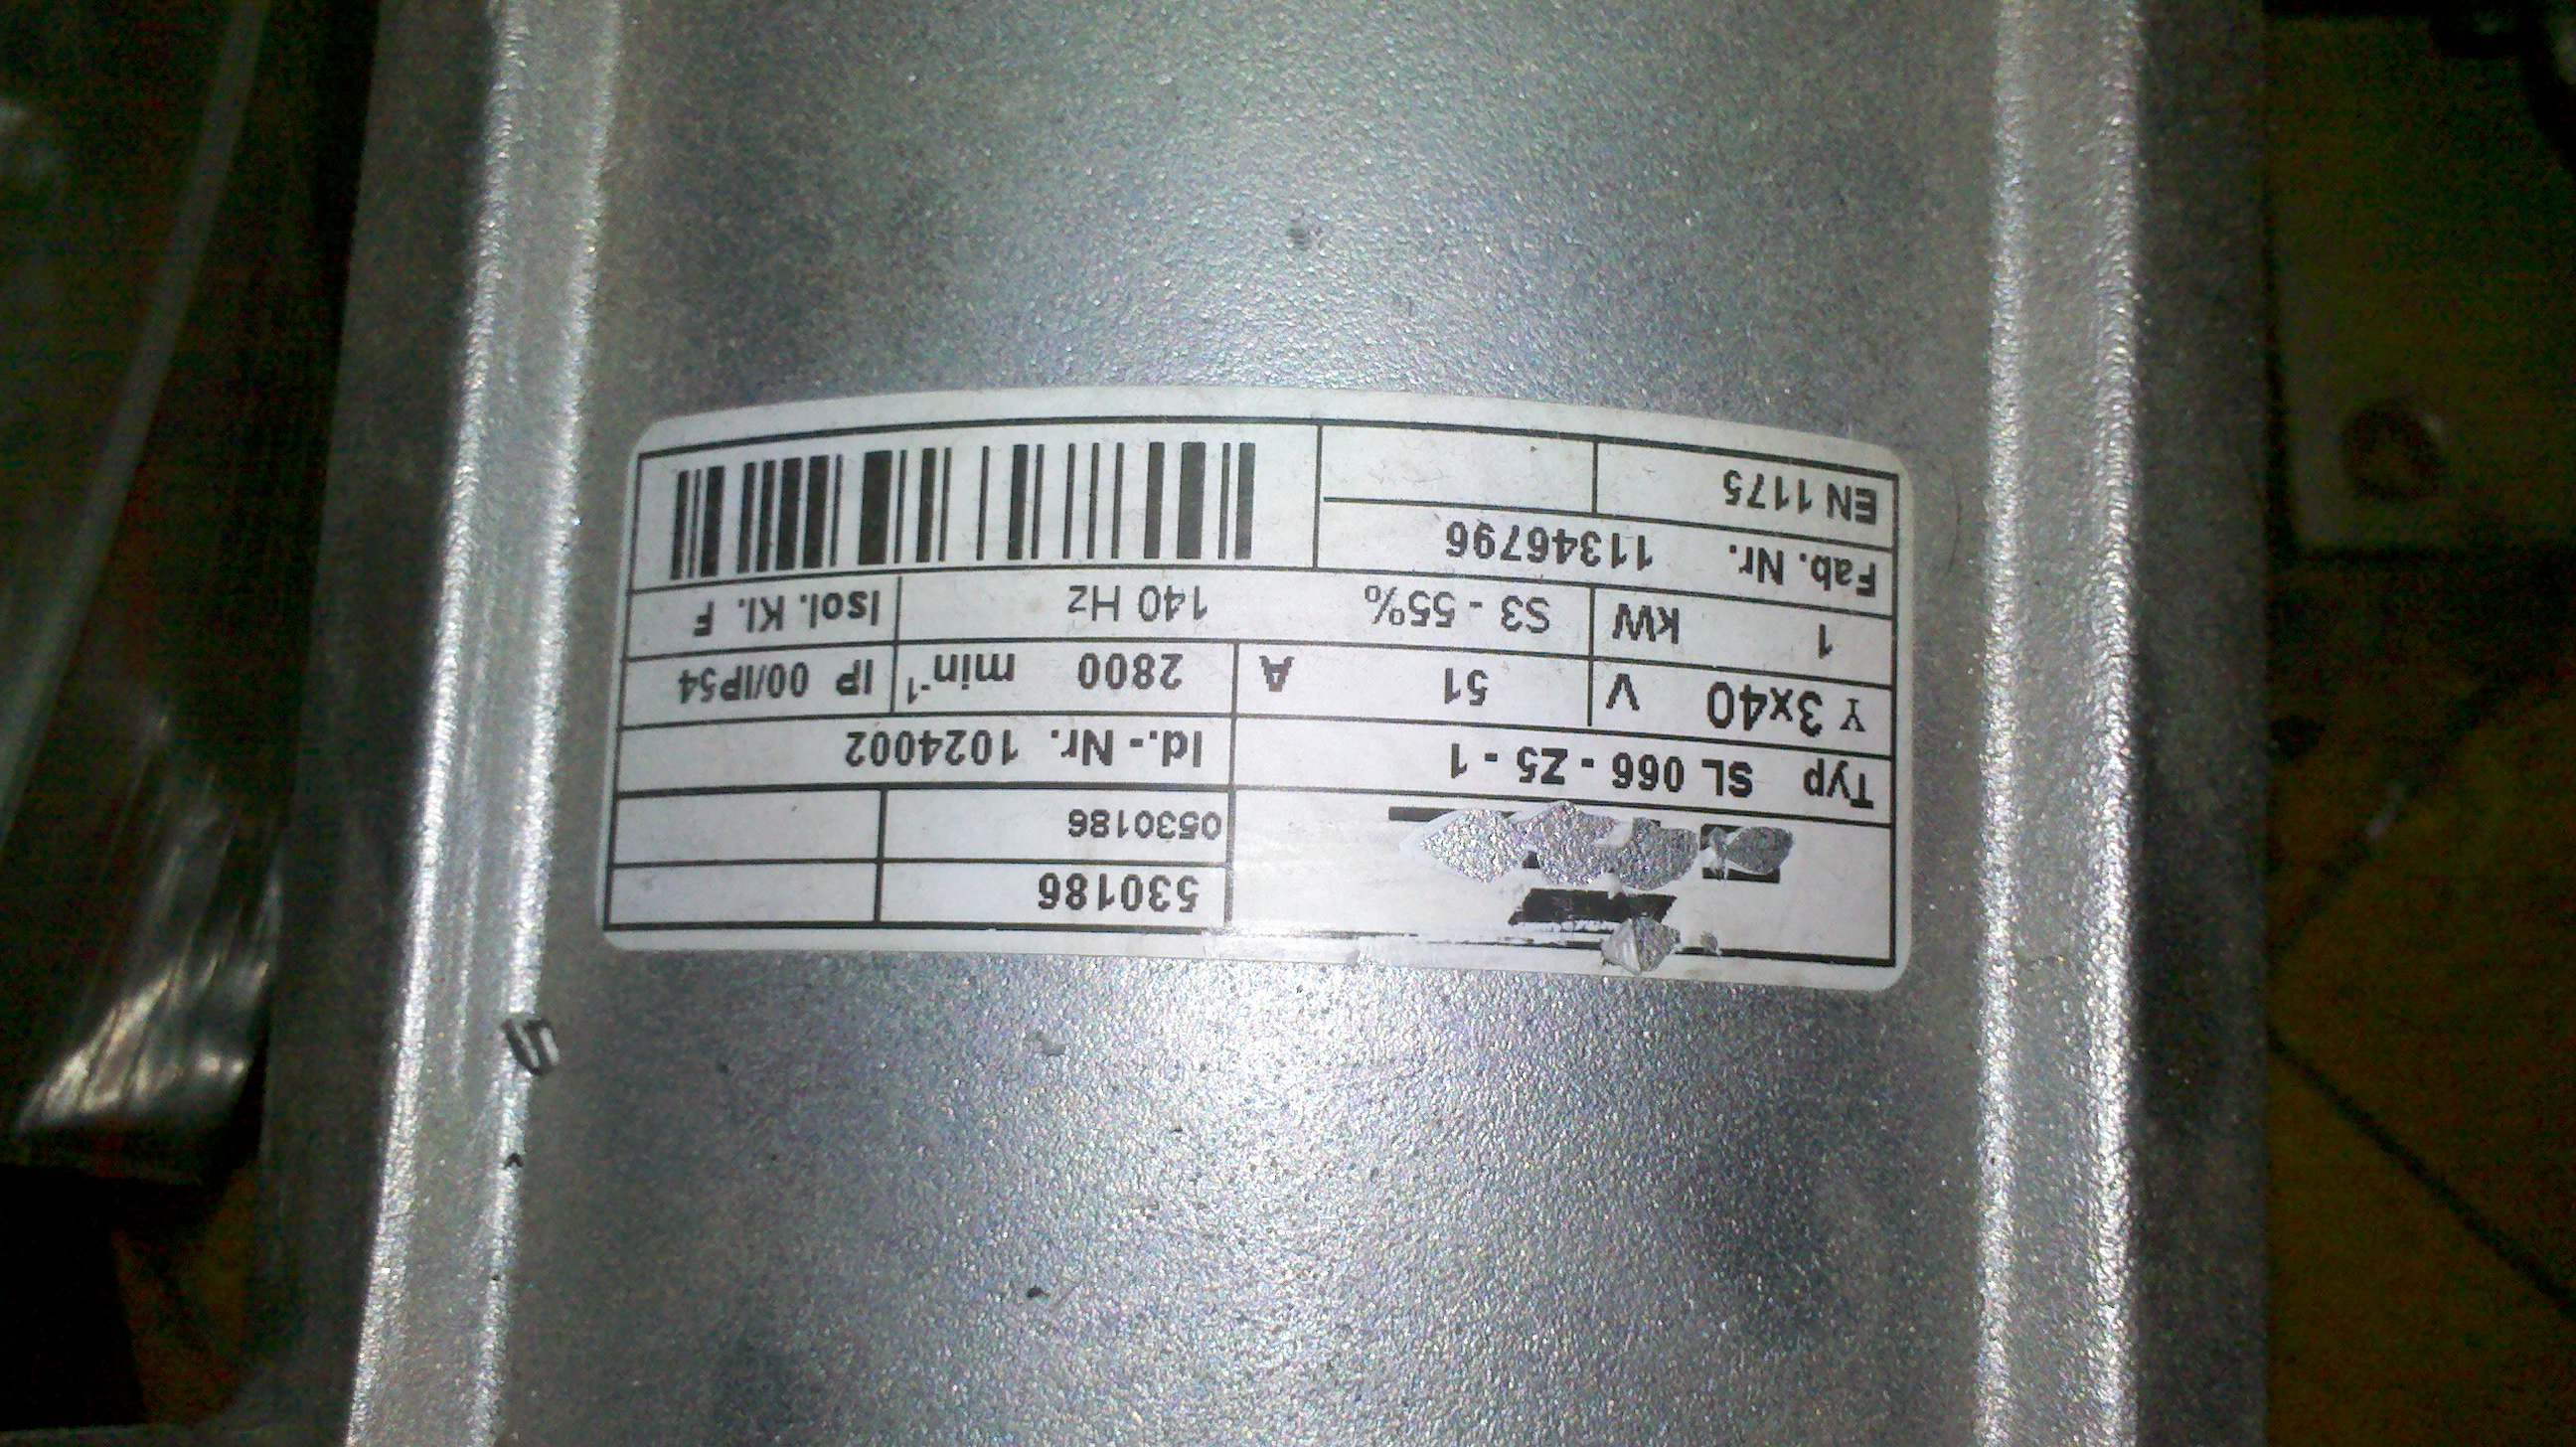 530186
0530186
Typ SL 066 - Z5 - 1 Id.- Nr. 1024002
Y 3x40 V 51 A 2800 min-1 IP 00/IP54
1 kW S3 - 55% 140 Hz Isol. Kl. F
Fab. Nr. 11346796
EN 1175